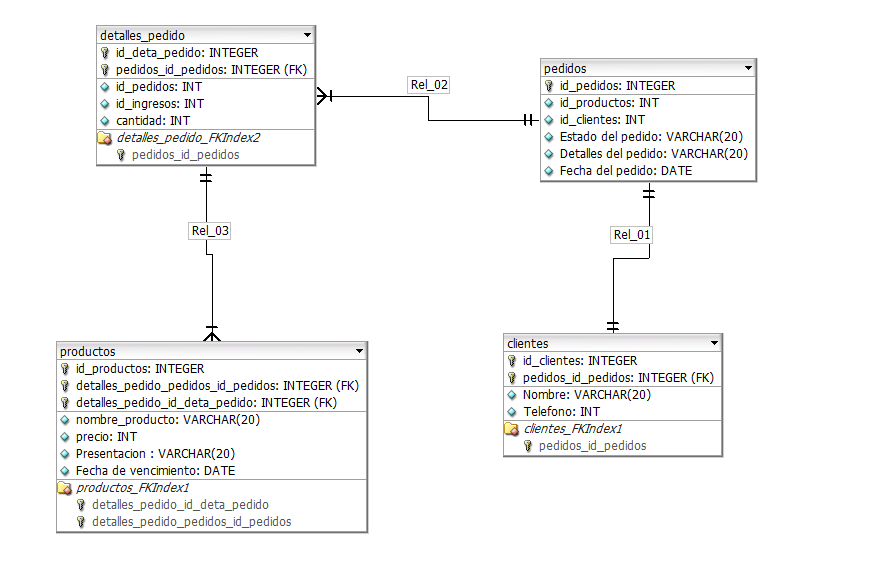 detalles_pedido
id_deta_pedido: INTEGER
pedidos_id_pedidos: INTEGER (FK)
id_pedidos: INT
id_ingresos: INT
cantidad: INT
detalles_pedido_FKIndex2
pedidos_id_pedidos
Rel_02
pedidos
id_pedidos: INTEGER
id_productos: INT
id_clientes: INT
Estado del pedido: VARCHAR(20)
Detalles del pedido: VARCHAR(20)
Fecha del pedido: DATE
Rel_03
Rel_01
productos
id_productos: INTEGER
detalles_pedido_pedidos_id_pedidos: INTEGER (FK)
detalles_pedido_id_deta_pedido: INTEGER (FK)
nombre_producto: VARCHAR(20)
precio: INT
Presentacion : VARCHAR(20)
Fecha de vencimiento: DATE
productos_FKIndex1
detalles_pedido_id_deta_pedido
detalles_pedido_pedidos_id_pedidos
clientes
id_clientes: INTEGER
pedidos_id_pedidos: INTEGER (FK)
Nombre: VARCHAR(20)
Telefono: INT
clientes_FKIndex1
pedidos_id_pedidos